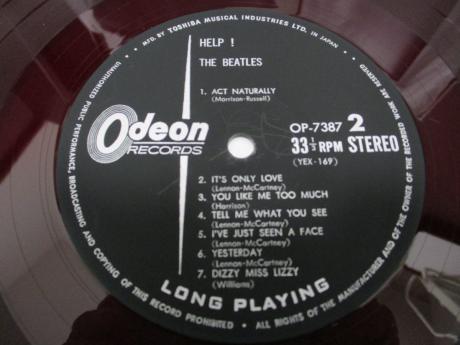 MFD. BY TOSHIBA MUSICAL INDUSTRIES LTD. IN JAPAN •
HELP !
THE BEATLES
1. ACT NATURALLY
(Morrison-Russell)
Odeon
RECORDS
OP-7387 2
33⅓ RPM STEREO
(YEX-169)
2. IT'S ONLY LOVE
(Lennon-McCartney)
3. YOU LIKE ME TOO MUCH
(Harrison)
4. TELL ME WHAT YOU SEE
(Lennon-McCartney)
5. I'VE JUST SEEN A FACE
(Lennon-McCartney)
6. YESTERDAY
(Lennon-McCartney)
7. DIZZY MISS LIZZY
(Williams)
LONG PLAYING
UNAUTHORIZED PUBLIC PERFORMANCE, BROADCASTING AND COPYING OF THIS RECORD PROHIBITED • ALL RIGHTS OF THE MANUFACTURER AND OF THE OWNER OF THE RECORDED WORK ARE RESERVED